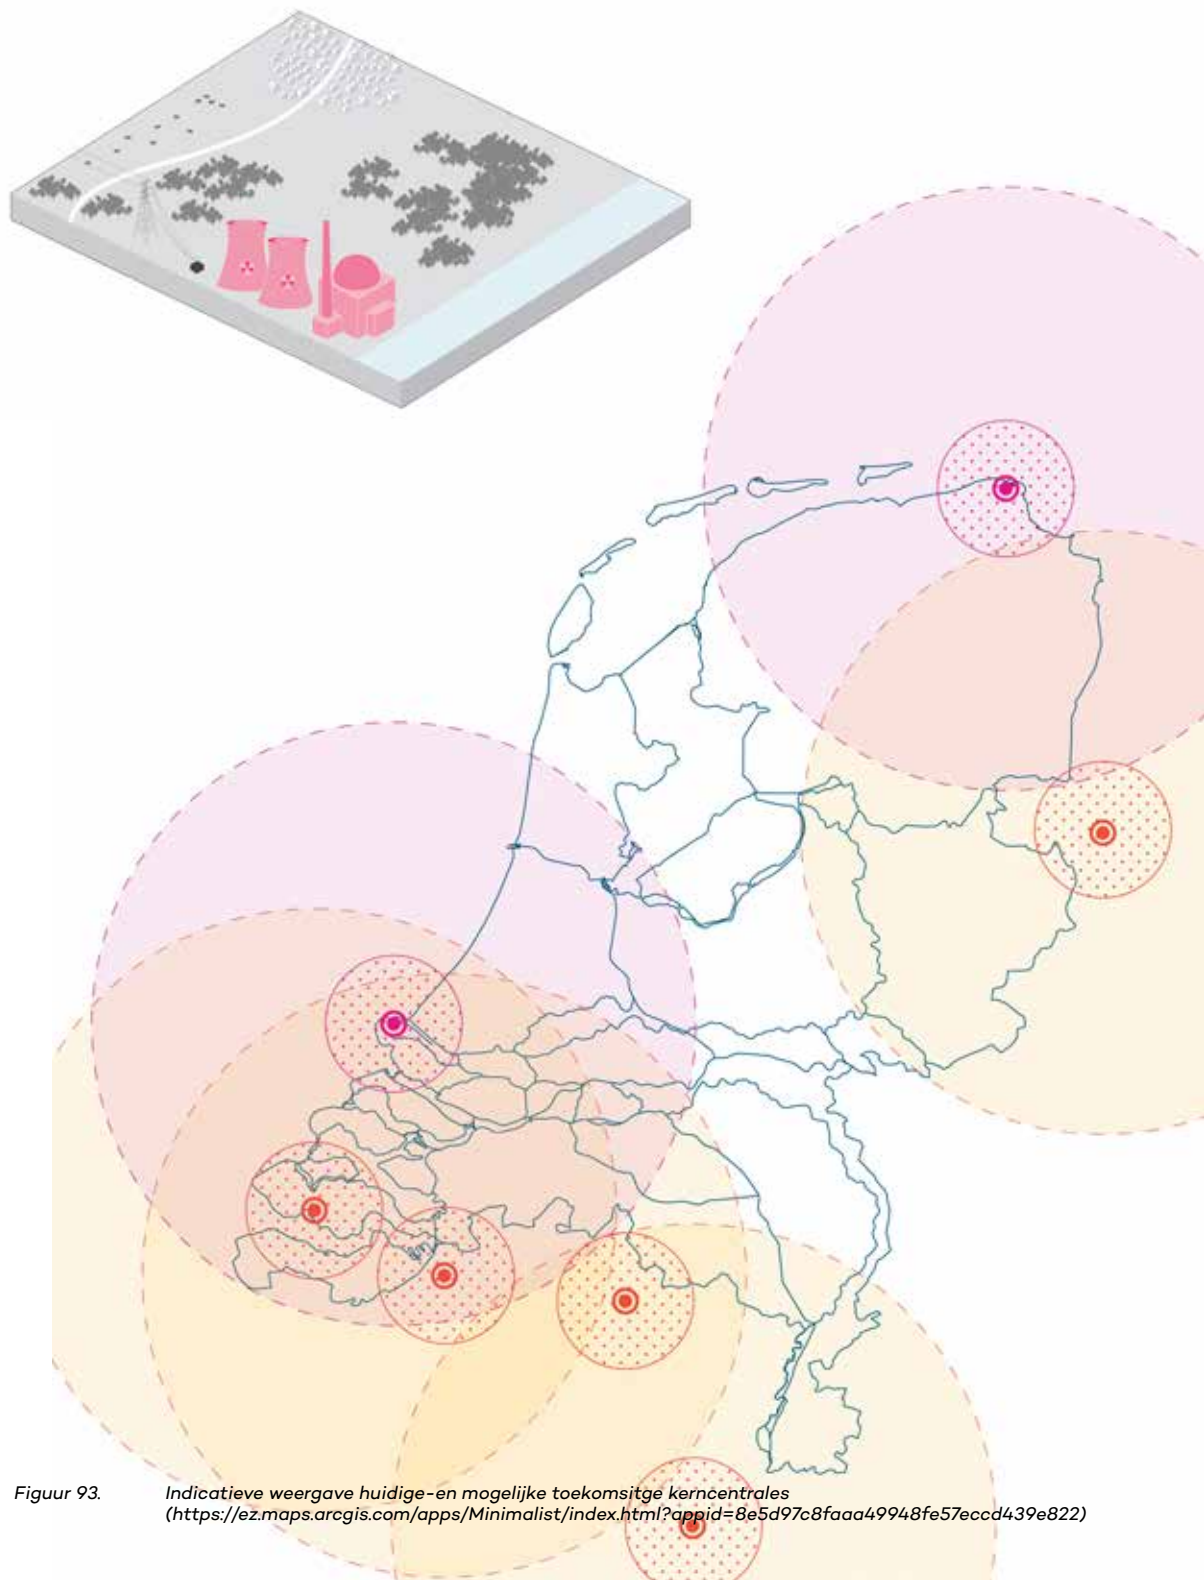 Figuur 93. Indicatieve weergave huidige-en mogelijke toekomsitge kerncentrales
(https://ez.maps.arcgis.com/apps/Minimalist/index.html?appid=8e5d97c8faaa49948fe57eccd439e822)